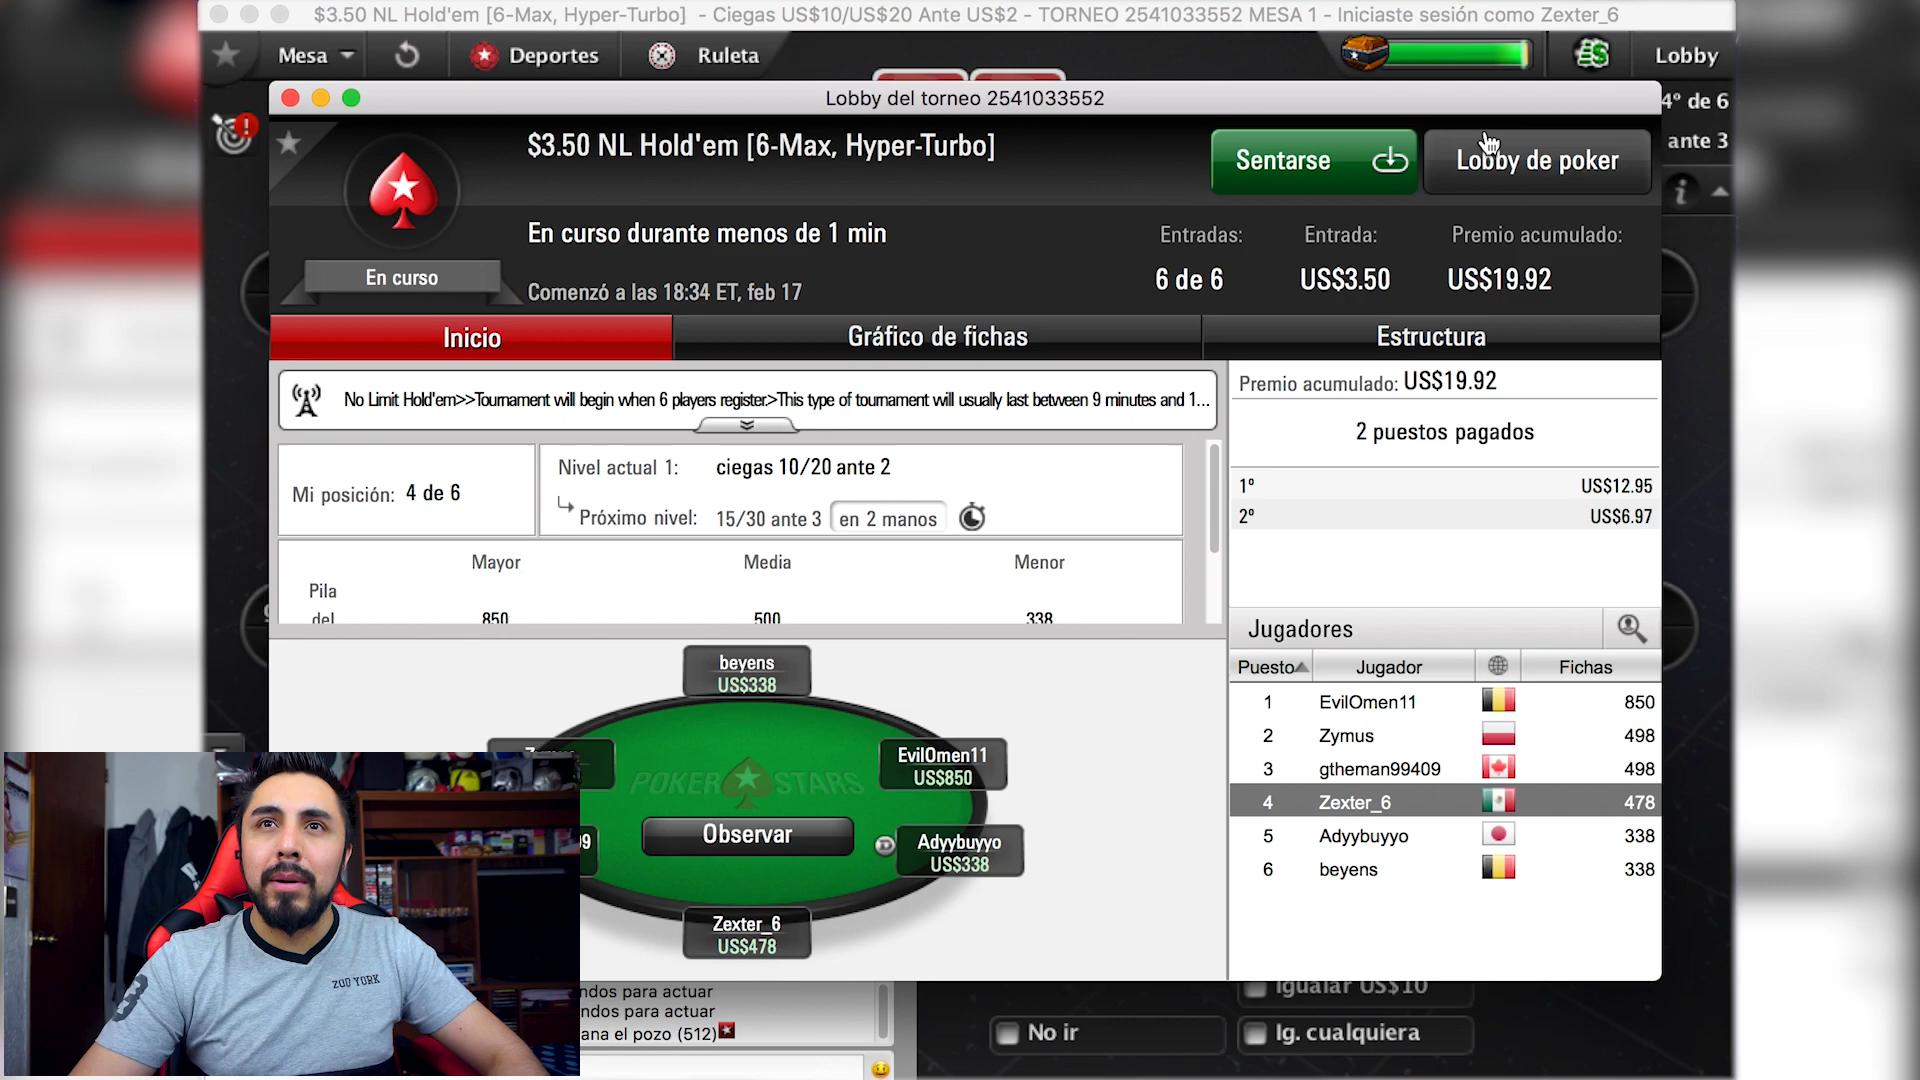 $3.50 NL Hold'em [6-Max, Hyper-Turbo] - Ciegas US$10/US$20 Ante US$2 - TORNEO 2541033552 MESA 1 - Iniciaste sesión como Zexter_6
Mesa
Deportes
Ruleta
Lobby
Lobby del torneo 2541033552
4º de 6
ante 3
$3.50 NL Hold'em [6-Max, Hyper-Turbo]
Sentarse
Lobby de poker
En curso durante menos de 1 min
Entradas:
Entrada:
Premio acumulado:
6 de 6
US$3.50
US$19.92
En curso
Comenzó a las 18:34 ET, feb 17
Inicio
Gráfico de fichas
Estructura
No Limit Hold'em>>Tournament will begin when 6 players register.>This type of tournament will usually last between 9 minutes and 1...
Premio acumulado: US$19.92
2 puestos pagados
1º US$12.95
2º US$6.97
Mi posición: 4 de 6
Nivel actual 1: ciegas 10/20 ante 2
Próximo nivel: 15/30 ante 3 en 2 manos
Mayor Media Menor
Pila
del 850 500 338
Jugadores
Puesto Jugador Fichas
1 EvilOmen11 850
2 Zymus 498
3 gtheman99409 498
4 Zexter_6 478
5 Adyybuyyo 338
6 beyens 338
beyens
US$338
EvilOmen11
US$850
POKER STARS
Observar
D
Adyybuyyo
US$338
Zexter_6
US$478
ZOO YORK
ndos para actuar
ndos para actuar
ana el pozo (512)
Igualar US$10
No ir
Ig. cualquiera